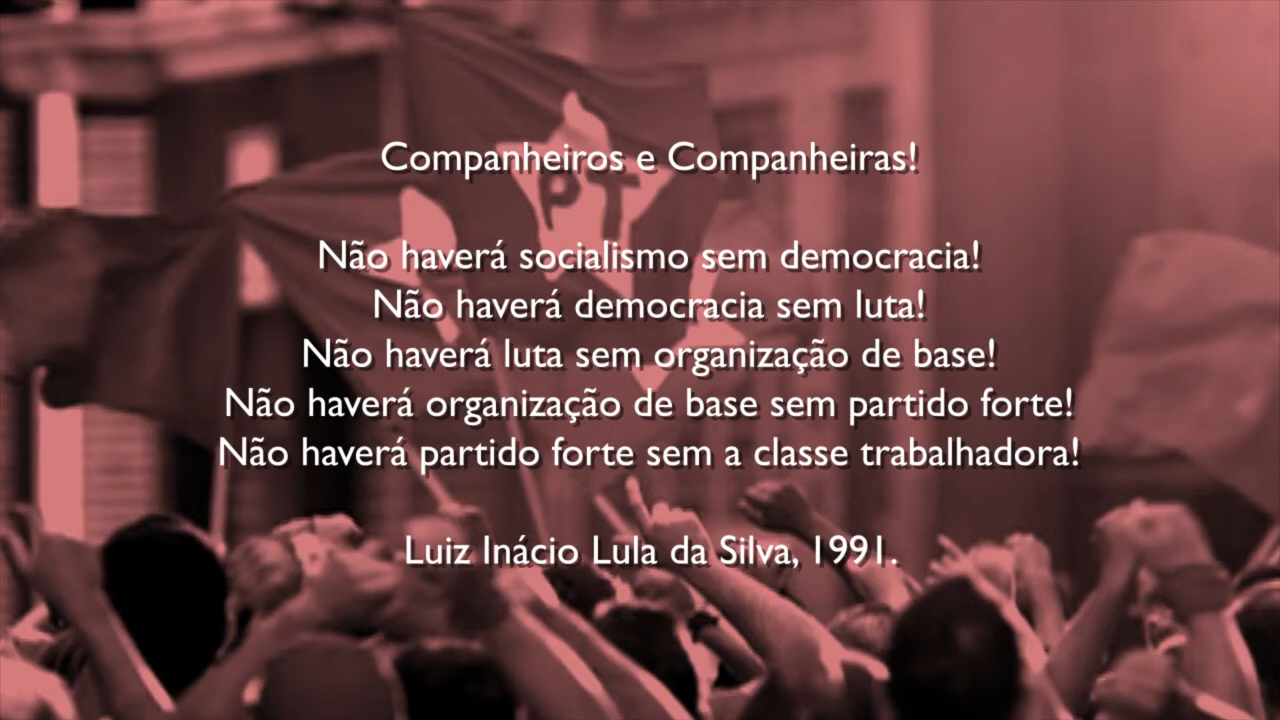 Companheiros e Companheiras!
PT
Não haverá socialismo sem democracia!
Não haverá democracia sem luta!
Não haverá luta sem organização de base!
Não haverá organização de base sem partido forte!
Não haverá partido forte sem a classe trabalhadora!
Luiz Inácio Lula da Silva, 1991.